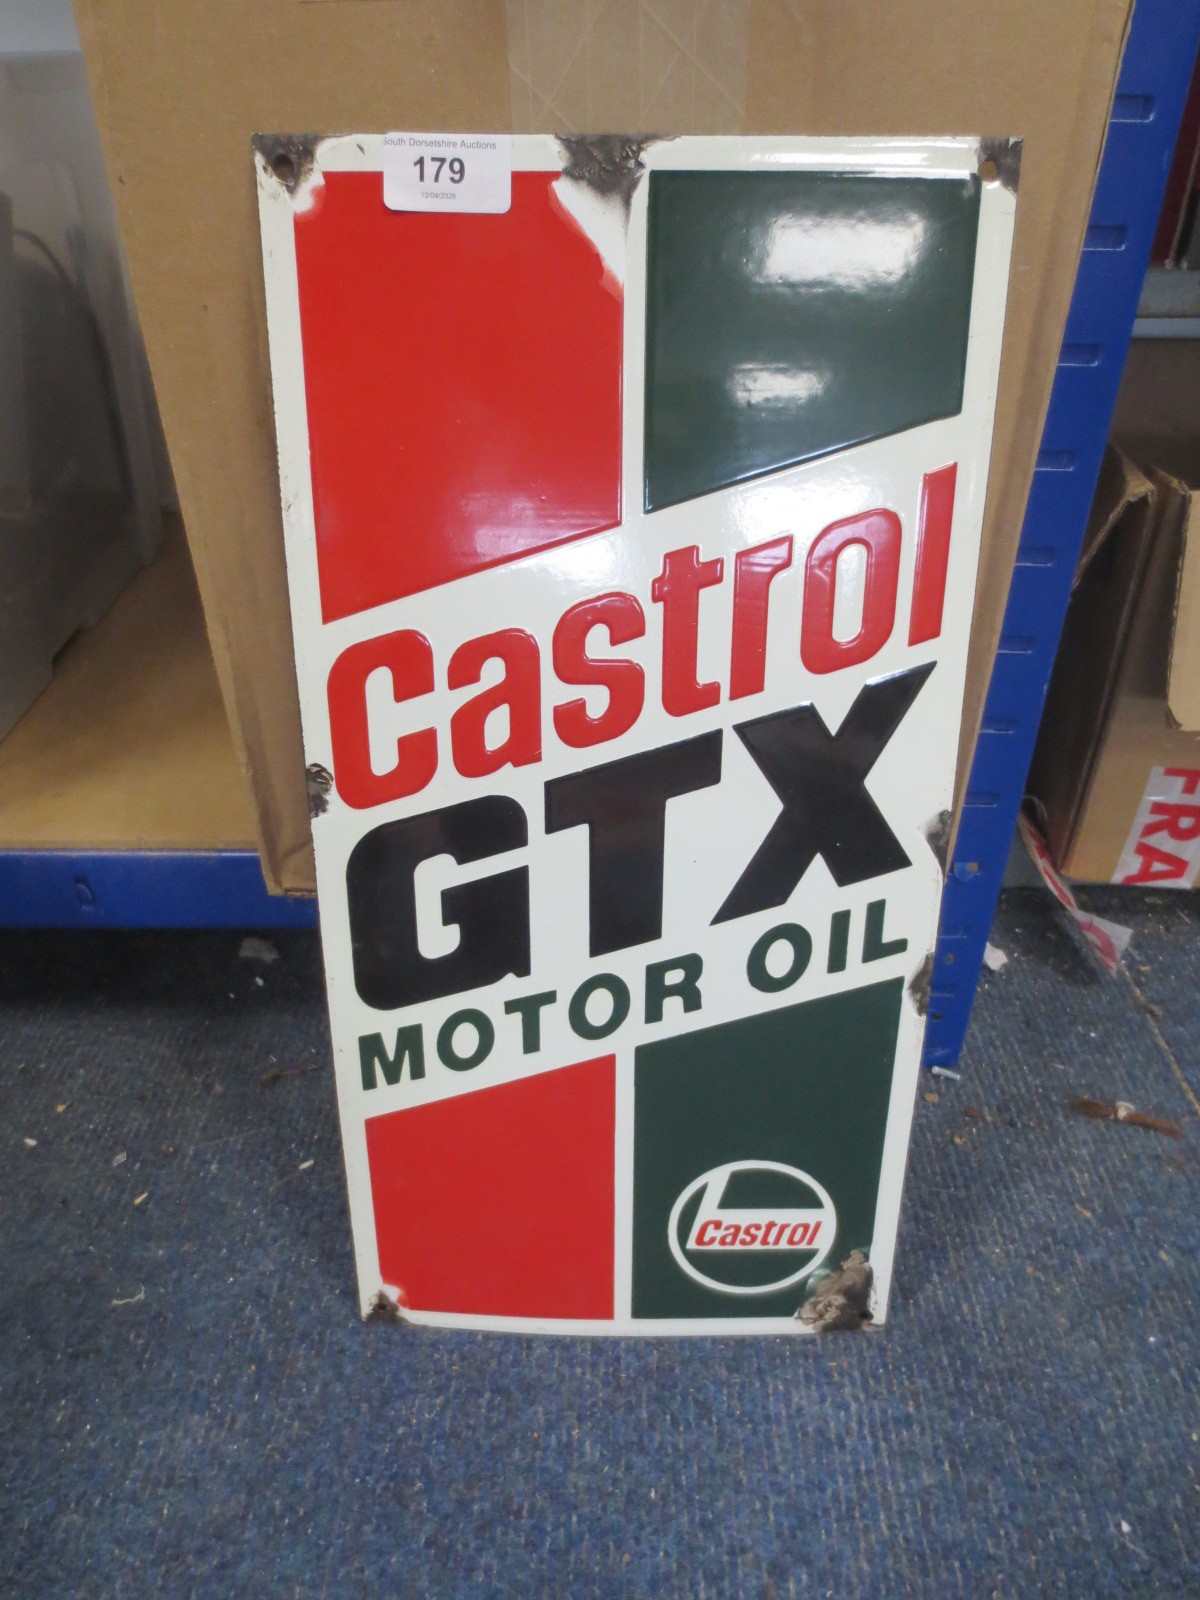 South Dorsetshire Auctions
179
12/04/2026
Castrol
GTX
MOTOR OIL
Castrol
FRA